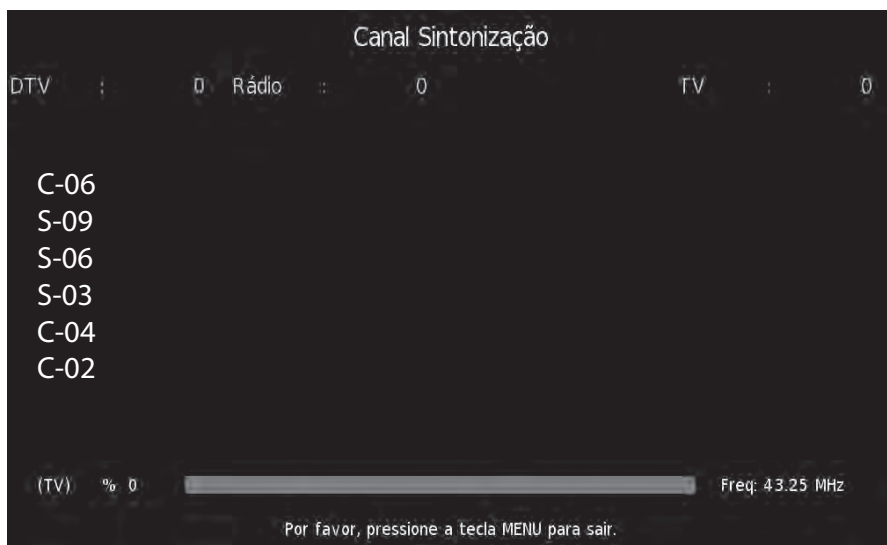 Canal Sintonização
DTV : 0 Rádio : 0 TV : 0
C-06
S-09
S-06
S-03
C-04
C-02
(TV) % 0 Freq: 43.25 MHz
Por favor, pressione a tecla MENU para sair.